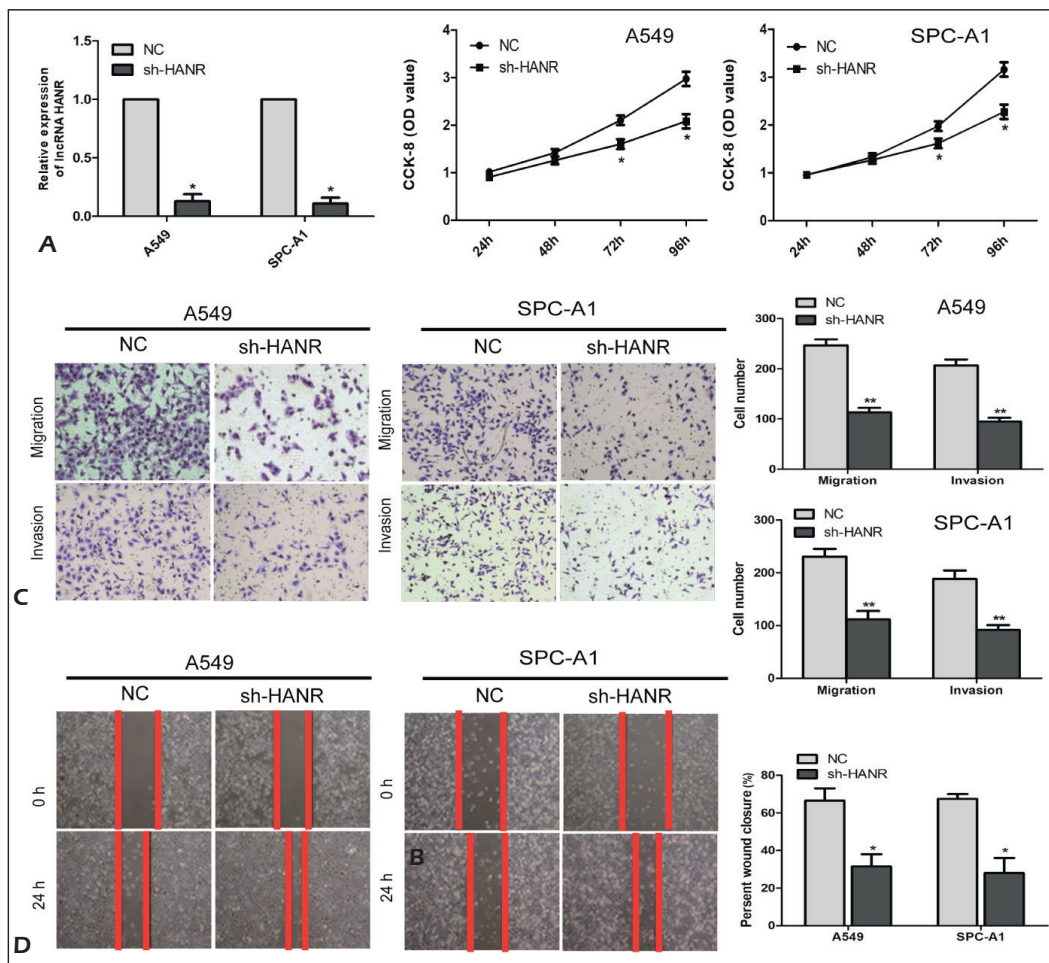 1.5
1.0
0.5
0.0
Relative expression
of lncRNA HANR
NC
sh-HANR
*
*
A549
SPC-A1
A
A549
4
3
2
1
0
CCK-8 (OD value)
NC
sh-HANR
*
*
24h
48h
72h
96h
SPC-A1
4
3
2
1
0
CCK-8 (OD value)
NC
sh-HANR
*
*
24h
48h
72h
96h
A549
NC
sh-HANR
Migration
Invasion
SPC-A1
NC
sh-HANR
Migration
Invasion
C
A549
NC
sh-HANR
300
200
100
0
Cell number
**
**
Migration
Invasion
SPC-A1
NC
sh-HANR
300
200
100
0
Cell number
**
**
Migration
Invasion
A549
NC
sh-HANR
0 h
24 h
D
SPC-A1
NC
sh-HANR
0 h
24 h
B
NC
sh-HANR
80
60
40
20
0
Persent wound closure(%)
*
*
A549
SPC-A1